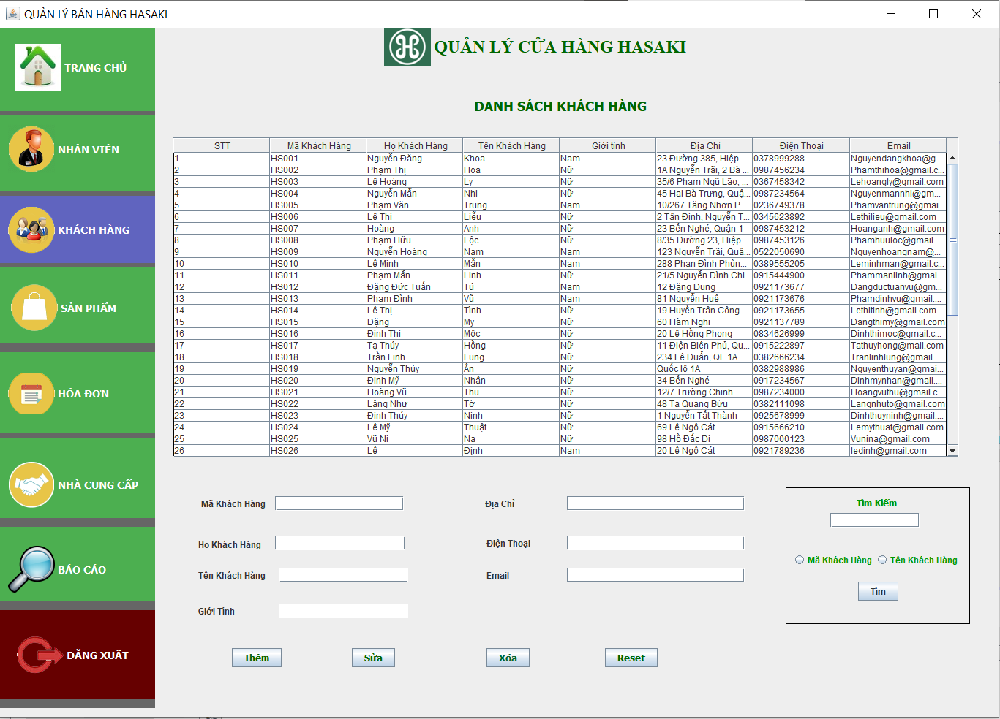 QUẢN LÝ BÁN HÀNG HASAKI
TRANG CHỦ
NHÂN VIÊN
KHÁCH HÀNG
SẢN PHẨM
HÓA ĐƠN
NHÀ CUNG CẤP
BÁO CÁO
ĐĂNG XUẤT
QUẢN LÝ CỬA HÀNG HASAKI
DANH SÁCH KHÁCH HÀNG
STT Mã Khách Hàng Họ Khách Hàng Tên Khách Hàng Giới tính Địa Chỉ Điện Thoại Email
1 HS001 Nguyễn Đăng Khoa Nam 23 Đường 385, Hiệp ... 0378999288 Nguyendangkhoa@g...
2 HS002 Phạm Thị Hoa Nữ 1A Nguyễn Trãi, 2 Bà ... 0987456234 Phamthihoa@gmail.c...
3 HS003 Lê Hoàng Ly Nữ 35/6 Phạm Ngũ Lão, ... 0367458342 Lehoangly@gmail.com
4 HS004 Nguyễn Mẫn Nhi Nữ 45 Hai Bà Trưng, Quậ... 0987234564 Nguyenmannhi@gm...
5 HS005 Phạm Văn Trung Nam 10/267 Tăng Nhơn P... 0236749378 Phamvantrung@gmai...
6 HS006 Lê Thị Liễu Nữ 2 Tân Định, Nguyễn T... 0345623892 Lethilieu@gmail.com
7 HS007 Hoàng Anh Nữ 23 Bến Nghé, Quận 1 0987453212 Hoanganh@gmail.com
8 HS008 Phạm Hữu Lộc Nữ 8/35 Đường 23, Hiệp ... 0987453126 Phamhuuloc@gmail....
9 HS009 Nguyễn Hoàng Nam Nam 123 Nguyễn Trãi, Quậ... 0522050690 Nguyenhoangnam@...
10 HS010 Lê Minh Mẫn Nam 288 Phan Đình Phùn... 0389555205 Leminhman@gmail.c...
11 HS011 Phạm Mẫn Linh Nữ 21/5 Nguyễn Đình Chi... 0915444900 Phammanlinh@gmai...
12 HS012 Đặng Đức Tuấn Tú Nam 12 Đặng Dung 0921173677 Dangductuanvu@gm...
13 HS013 Phạm Đình Vũ Nam 81 Nguyễn Huệ 0921173676 Phamdinhvu@gmail....
14 HS014 Lê Thị Tình Nữ 19 Huyền Trân Công ... 0921173655 Lethitinh@gmail.com
15 HS015 Đặng My Nữ 60 Hàm Nghi 0921137789 Dangthimy@gmail.com
16 HS016 Đinh Thị Mộc Nữ 20 Lê Hồng Phong 0834626999 Dinhthimoc@gmail.c...
17 HS017 Tạ Thúy Hồng Nữ 11 Điện Biên Phủ, Qu... 0915222897 Tathuyhong@mail.com
18 HS018 Trần Linh Lung Nữ 234 Lê Duẩn, QL 1A 0382666234 Tranlinhlung@gmail....
19 HS019 Nguyễn Thùy Ân Nữ Quốc lộ 1A 0382988986 Nguyenthuyan@gmai...
20 HS020 Đinh Mỹ Nhân Nữ 34 Bến Nghé 0917234567 Dinhmynhan@gmail....
21 HS021 Hoàng Vũ Thu Nữ 12/7 Trường Chinh 0987234000 Hoangvuthu@gmail.c...
22 HS022 Lặng Như Tờ Nữ 48 Tạ Quang Bửu 0382111098 Langnhuto@gmail.com
23 HS023 Đinh Thúy Ninh Nữ 1 Nguyễn Tất Thành 0925678999 Dinhthuyninh@gmail....
24 HS024 Lê Mỹ Thuật Nữ 69 Lê Ngô Cát 0915666210 Lemythuat@gmail.com
25 HS025 Vũ Ni Na Nữ 98 Hồ Đắc Di 0987000123 Vunina@gmail.com
26 HS026 Lê Định Nam 20 Lê Ngô Cát 0921789236 ledinh@gmail.com
Mã Khách Hàng
Địa Chỉ
Họ Khách Hàng
Điện Thoại
Tên Khách Hàng
Email
Giới Tính
Tìm Kiếm
Mã Khách Hàng Tên Khách Hàng
Tìm
Thêm Sửa Xóa Reset